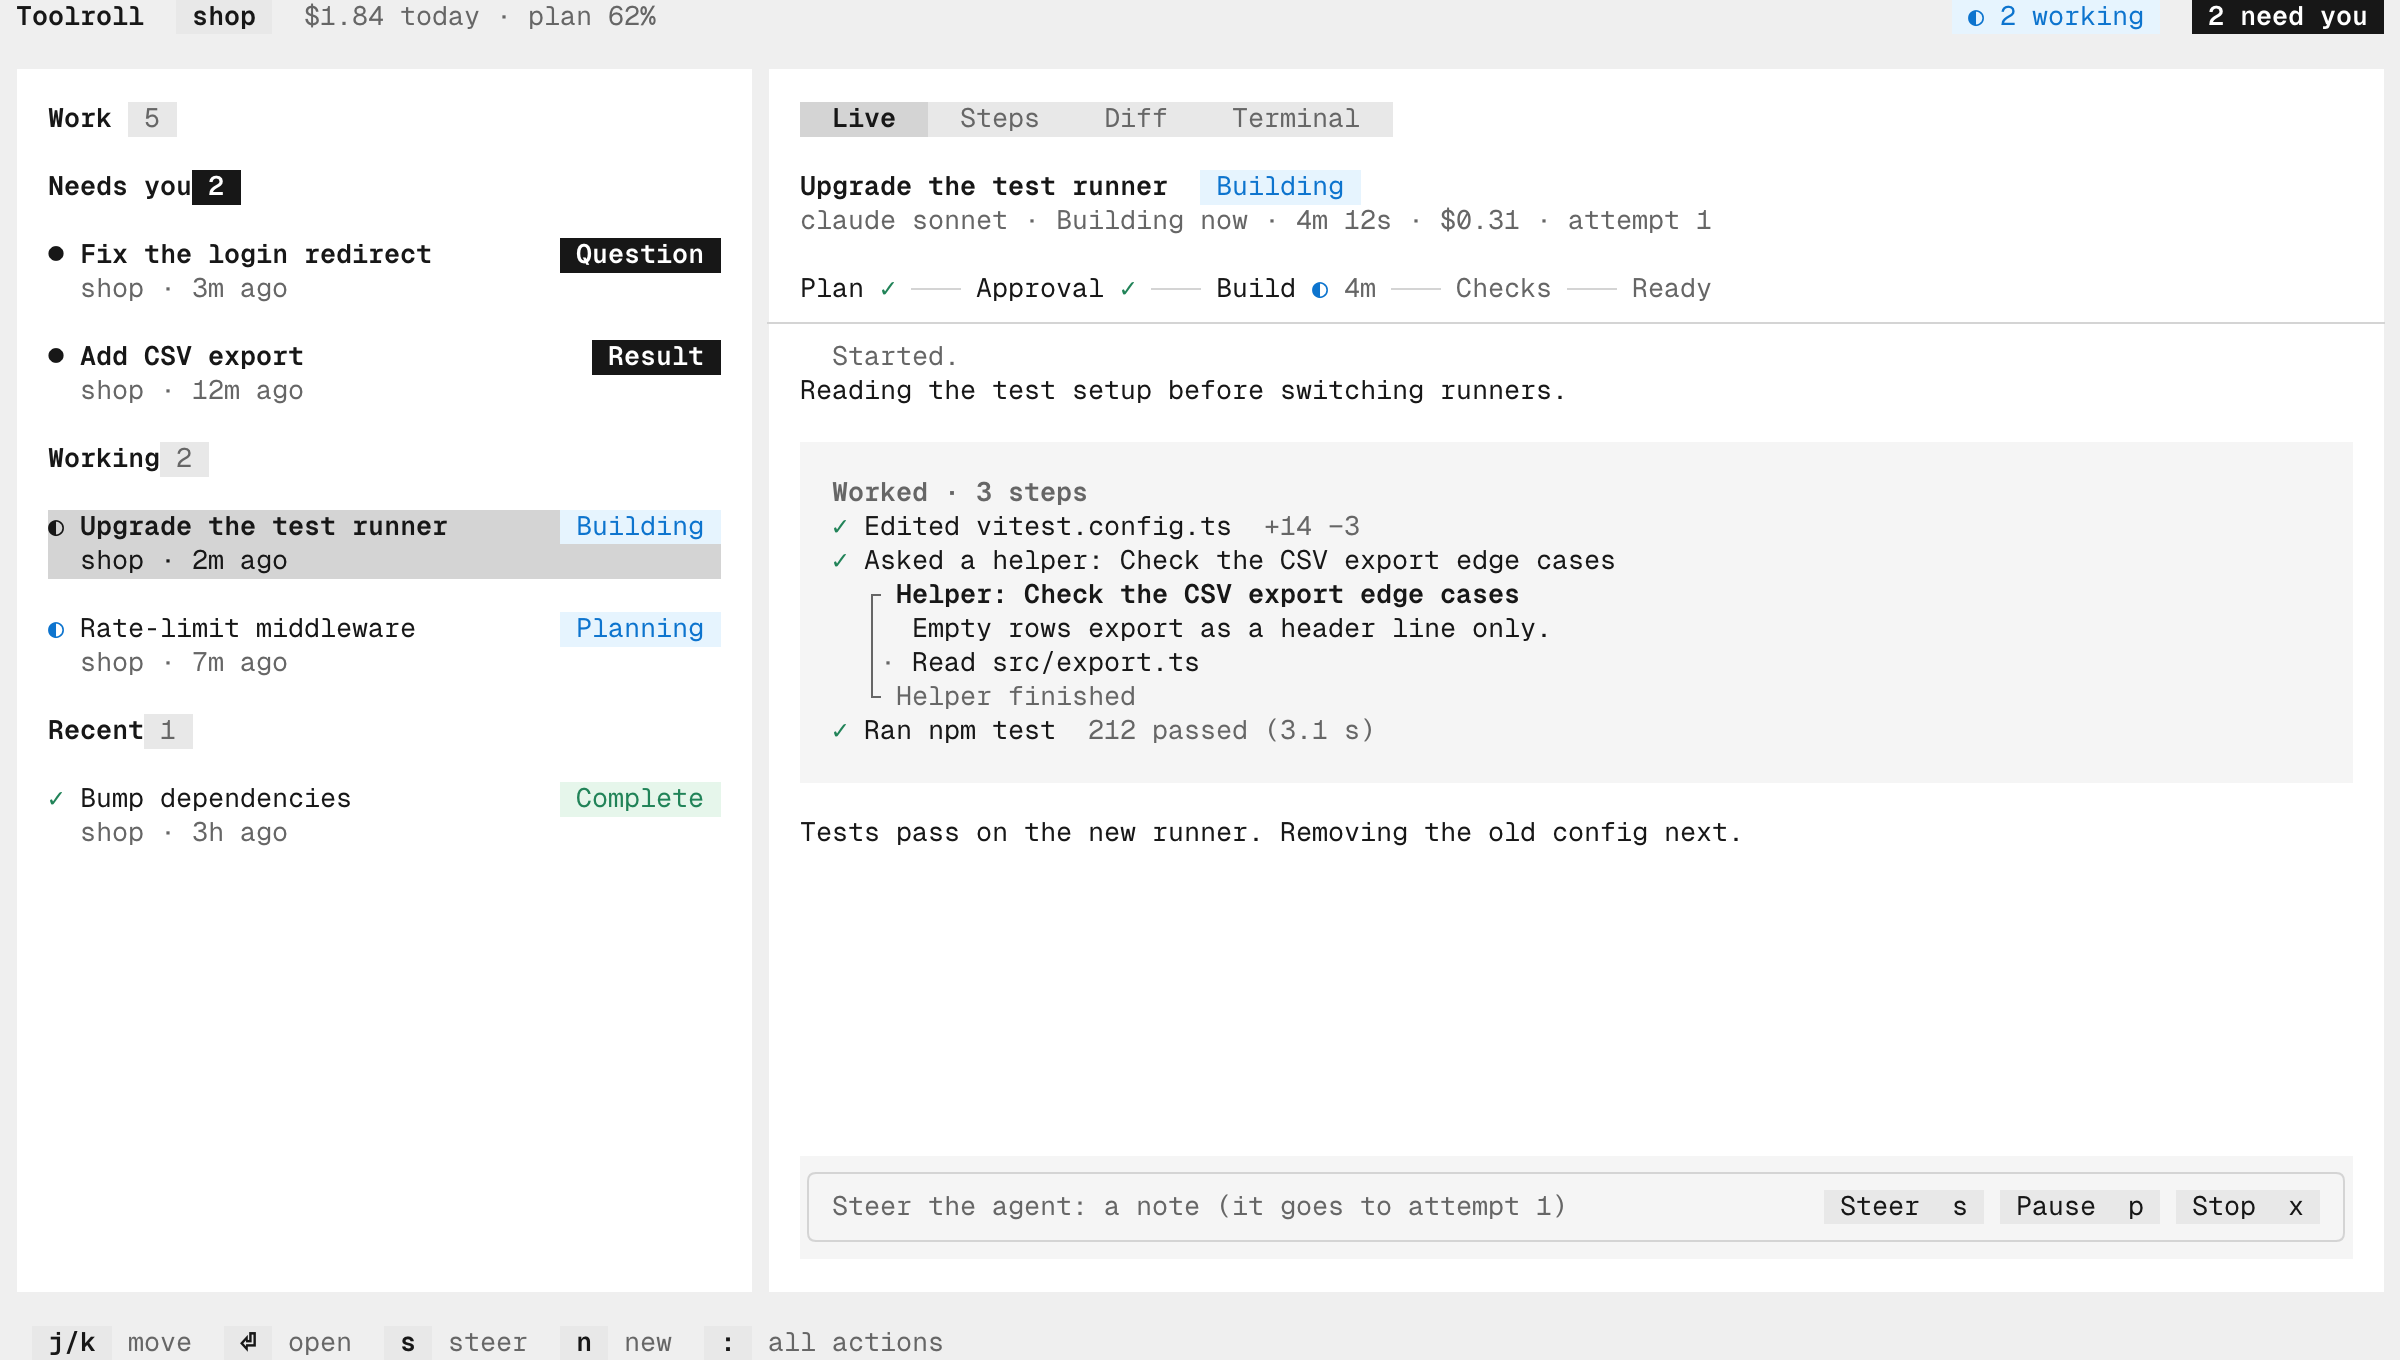 Toolroll shop $1.84 today · plan 62% ◐ 2 working 2 need you
Work 5
Needs you 2
● Fix the login redirect Question
shop · 3m ago
● Add CSV export Result
shop · 12m ago
Working 2
◐ Upgrade the test runner Building
shop · 2m ago
◐ Rate-limit middleware Planning
shop · 7m ago
Recent 1
✓ Bump dependencies Complete
shop · 3h ago
Live Steps Diff Terminal
Upgrade the test runner Building
claude sonnet · Building now · 4m 12s · $0.31 · attempt 1
Plan ✓ ── Approval ✓ ── Build ◐ 4m ── Checks ── Ready
Started.
Reading the test setup before switching runners.
Worked · 3 steps
✓ Edited vitest.config.ts +14 −3
✓ Asked a helper: Check the CSV export edge cases
Helper: Check the CSV export edge cases
Empty rows export as a header line only.
· Read src/export.ts
Helper finished
✓ Ran npm test 212 passed (3.1 s)
Tests pass on the new runner. Removing the old config next.
Steer the agent: a note (it goes to attempt 1) Steer s Pause p Stop x
j/k move ⏎ open s steer n new : all actions